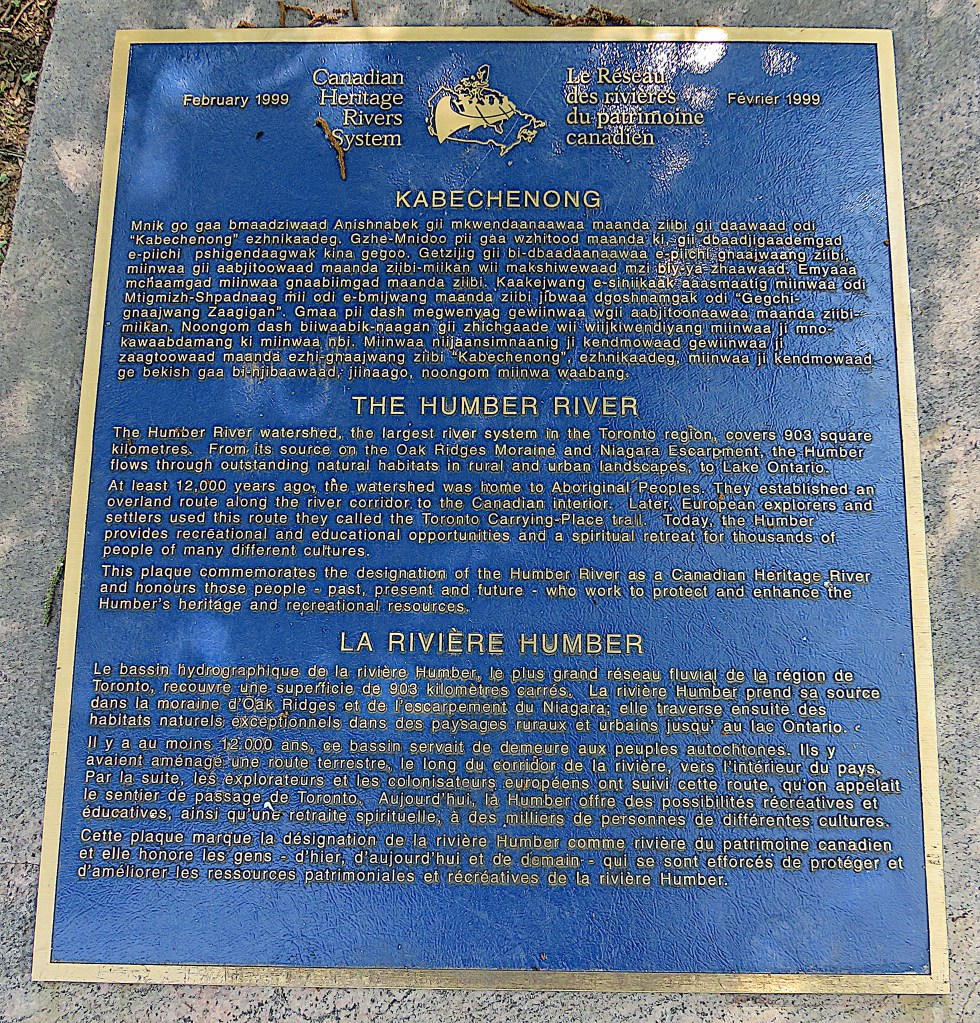 February 1999
Canadian
Heritage
Rivers
System
Le Réseau
des rivières
du patrimoine
canadien
Février 1999
KABECHENONG
Mnik go gaa bmaadziwaad Anishnabek gii mkwendaanaawaa maanda ziibi gii daawaad odi
"Kabechenong" ezhnikaadeg. Gzhe-Mnidoo pii gaa wzhitood maanda ki, gii dbaadjigaademgad
e-piichi pshigendaagwak kina gegoo. Getzijig gii bi-dbaadaanaawaa e-piichi gnaajwaang ziibi,
miinwaa gii aabjitoowaad maanda ziibi-miikan wii makshiwewaad mzi biy-ya-zhaawaad. Emyaaa
mchaamgad miinwaa gnaabiimgad maanda ziibi. Kaakejwang e-siniikaak aaasmaatig miinwaa odi
Mtigmizh-Shpadnaag mii odi e-bmijwang maanda ziibi jibwaa dgoshnamgak odi "Gegchi-
gnaajwang Zaagigan". Gmaa pii dash megwenyag gewiinwaa wgii aabjitoonaawaa maanda ziibi-
miikan. Noongom dash biiwaabik-naagan gii zhichgaade wii wiijkiwendiyang miinwaa ji mno-
kawaabdamang ki miinwaa nbi. Miinwaa niijaansimnaanig ji kendmowaad gewiinwaa ji
zaagtoowaad maanda ezhi-gnaajwang ziibi "Kabechenong", ezhnikaadeg, miinwaa ji kendmowaad
ge bekish gaa bi-njibaawaad, jiinaago, noongom miinwa waabang.
THE HUMBER RIVER
The Humber River watershed, the largest river system in the Toronto region, covers 903 square
kilometres. From its source on the Oak Ridges Moraine and Niagara Escarpment, the Humber
flows through outstanding natural habitats in rural and urban landscapes, to Lake Ontario.
At least 12,000 years ago, the watershed was home to Aboriginal Peoples. They established an
overland route along the river corridor to the Canadian interior. Later, European explorers and
settlers used this route they called the Toronto Carrying-Place trail. Today, the Humber
provides recreational and educational opportunities and a spiritual retreat for thousands of
people of many different cultures.
This plaque commemorates the designation of the Humber River as a Canadian Heritage River
and honours those people - past, present and future - who work to protect and enhance the
Humber's heritage and recreational resources.
LA RIVIÈRE HUMBER
Le bassin hydrographique de la rivière Humber, le plus grand réseau fluvial de la région de
Toronto, recouvre une superficie de 903 kilomètres carrés. La rivière Humber prend sa source
dans la moraine d'Oak Ridges et de l'escarpement du Niagara; elle traverse ensuite des
habitats naturels exceptionnels dans des paysages ruraux et urbains jusqu' au lac Ontario.
Il y a au moins 12.000 ans, ce bassin servait de demeure aux peuples autochtones. Ils y
avaient aménagé une route terrestre, le long du corridor de la rivière, vers l'intérieur du pays.
Par la suite, les explorateurs et les colonisateurs européens ont suivi cette route, qu'on appelait
le sentier de passage de Toronto. Aujourd'hui, la Humber offre des possibilités récréatives et
éducatives, ainsi qu'une retraite spirituelle, à des milliers de personnes de différentes cultures.
Cette plaque marque la désignation de la rivière Humber comme rivière du patrimoine canadien
et elle honore les gens - d'hier, d'aujourd'hui et de demain - qui se sont efforcés de protéger et
d'améliorer les ressources patrimoniales et récréatives de la rivière Humber.